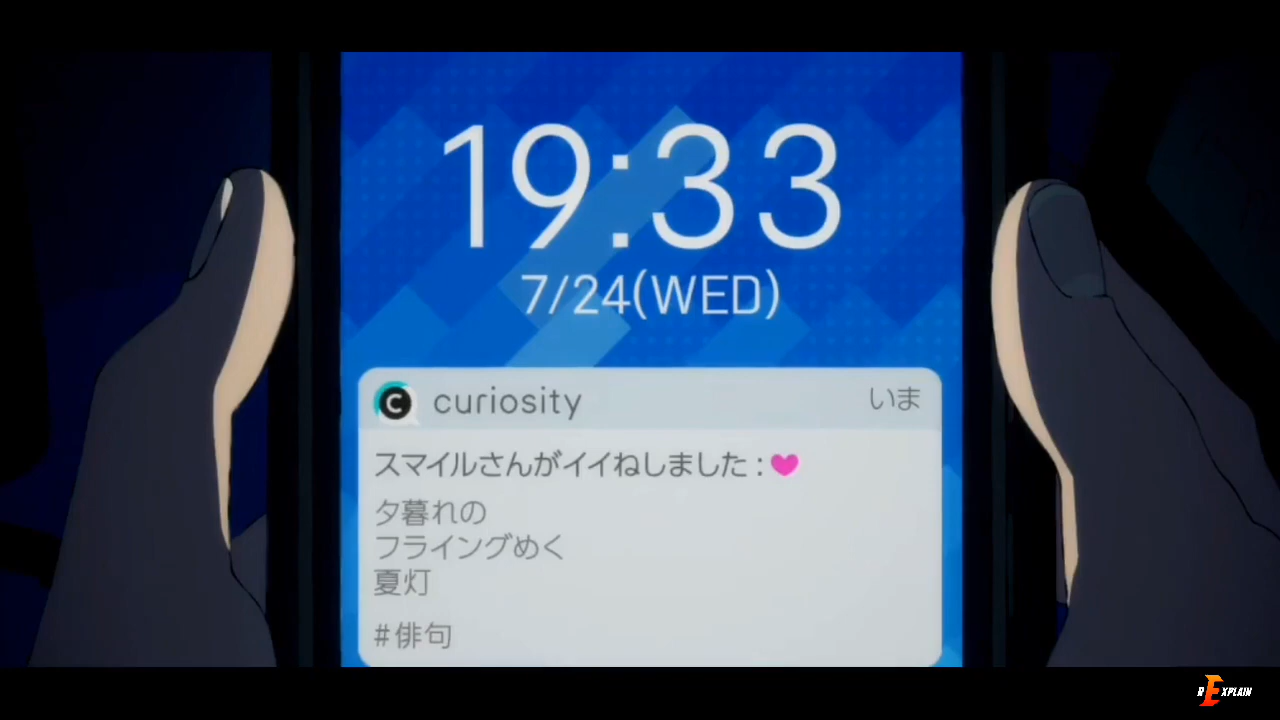 19:33
7/24(WED)
curiosity いま
スマイルさんがイイねしました:
夕暮れの
フライングめく
夏灯
#俳句
REXPLAIN